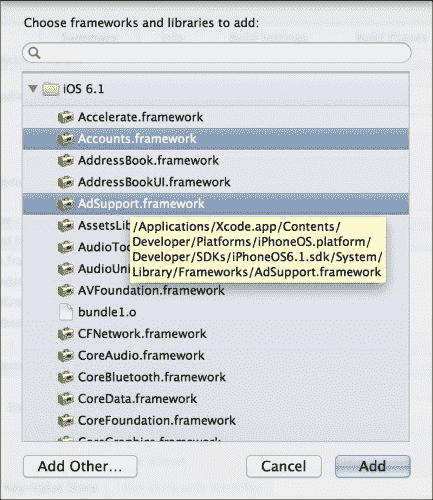 Choose frameworks and libraries to add:
iOS 6.1
Accelerate.framework
Accounts.framework
AddressBook.framework
AddressBookUI.framework
AdSupport.framework
AssetsLib
/Applications/Xcode.app/Contents/
AudioToo
Developer/Platforms/iPhoneOS.platform/
Developer/SDKs/iPhoneOS6.1.sdk/System/
AudioUni
Library/Frameworks/AdSupport.framework
AVFoundation.framework
bundle1.o
CFNetwork.framework
CoreAudio.framework
CoreBluetooth.framework
CoreData.framework
CoreFoundation.framework
CoreGraphics.framework
Add Other...
Cancel
Add